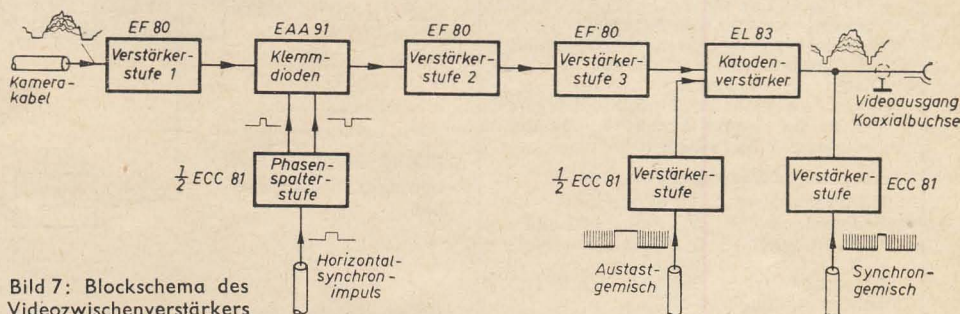 EF 80
EAA 91
EF 80
EF 80
EL 83
Kamera-
kabel
Verstärker-
stufe 1
Klemm-
dioden
Verstärker-
stufe 2
Verstärker-
stufe 3
Katoden-
verstärker
Videoausgang
Koaxialbuchse
1/2 ECC 81
Phasen-
spalter-
stufe
1/2 ECC 81
Verstärker-
stufe
Verstärker-
stufe
ECC 81
Horizontal-
synchron-
impuls
Austast-
gemisch
Synchron-
gemisch
Bild 7: Blockschema des
Videozwischenverstärkers